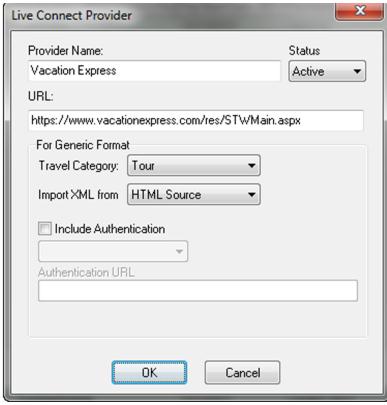 Live Connect Provider
Provider Name: Status
Vacation Express Active
URL:
https://www.vacationexpress.com/res/STWMain.aspx
For Generic Format
Travel Category: Tour
Import XML from HTML Source
Include Authentication
Authentication URL
OK Cancel